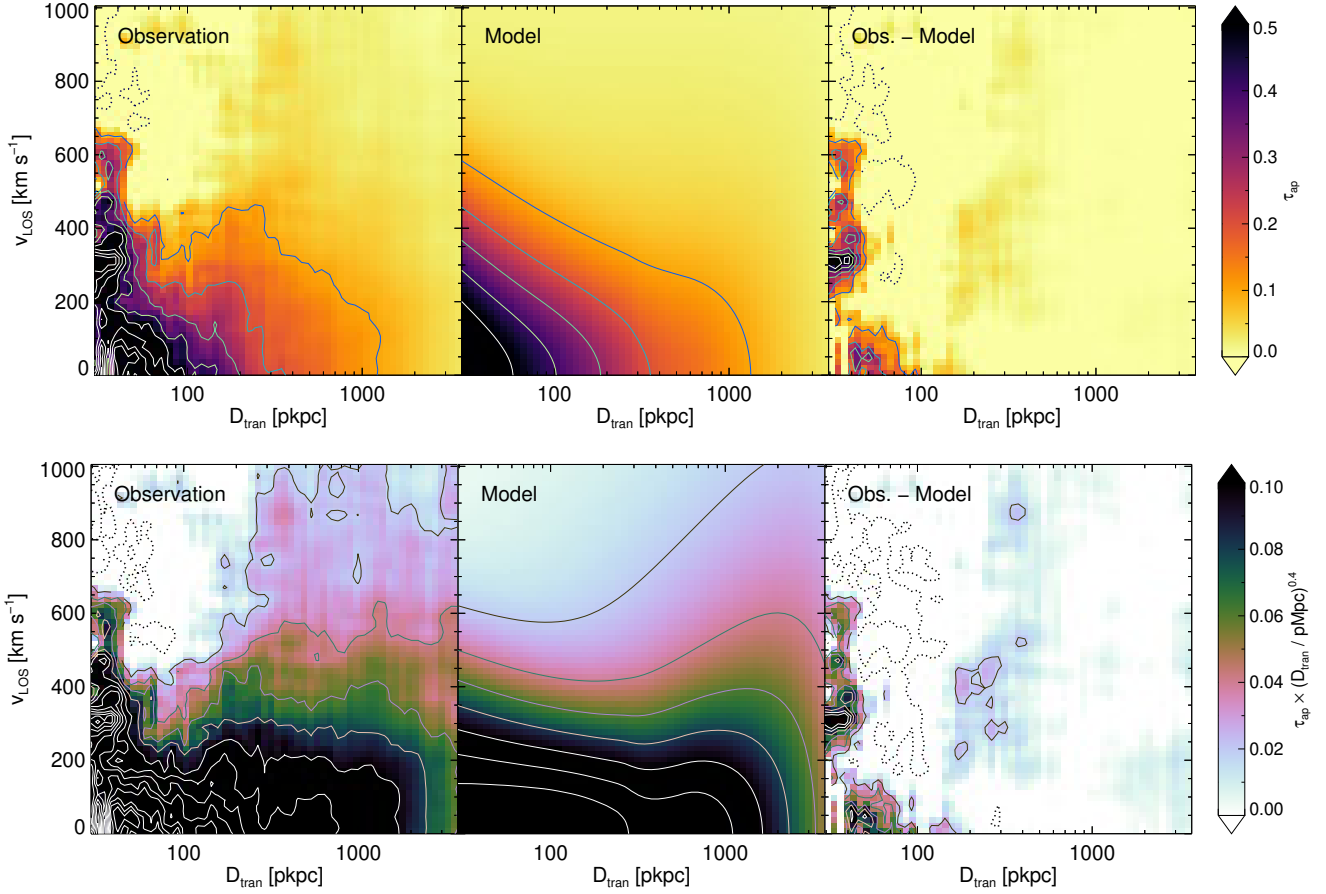 Observation
Model
Obs. − Model
1000
800
600
400
200
0
v_LOS [km s⁻¹]
100
1000
D_tran [pkpc]
100
1000
D_tran [pkpc]
100
1000
D_tran [pkpc]
0.5
0.4
0.3
0.2
0.1
0.0
τ_ap
Observation
Model
Obs. − Model
1000
800
600
400
200
0
v_LOS [km s⁻¹]
100
1000
D_tran [pkpc]
100
1000
D_tran [pkpc]
100
1000
D_tran [pkpc]
0.10
0.08
0.06
0.04
0.02
0.00
τ_ap × (D_tran / pMpc)^0.4